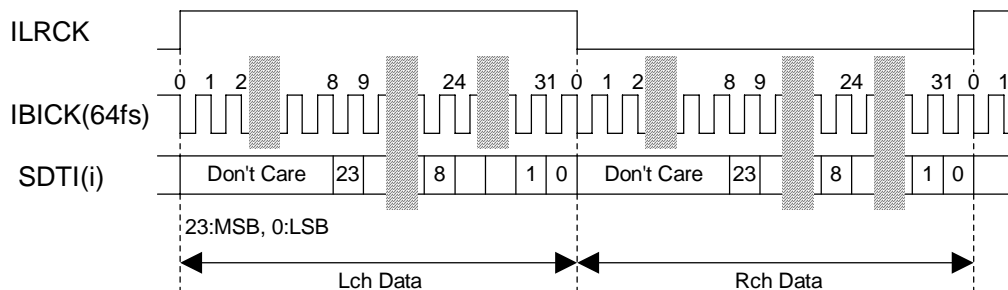 ILRCK
0 1 2 8 9 24 31 0 1 2 8 9 24 31 0 1
IBICK(64fs)
SDTI(i) Don't Care 23 8 1 0 Don't Care 23 8 1 0
23:MSB, 0:LSB
Lch Data Rch Data